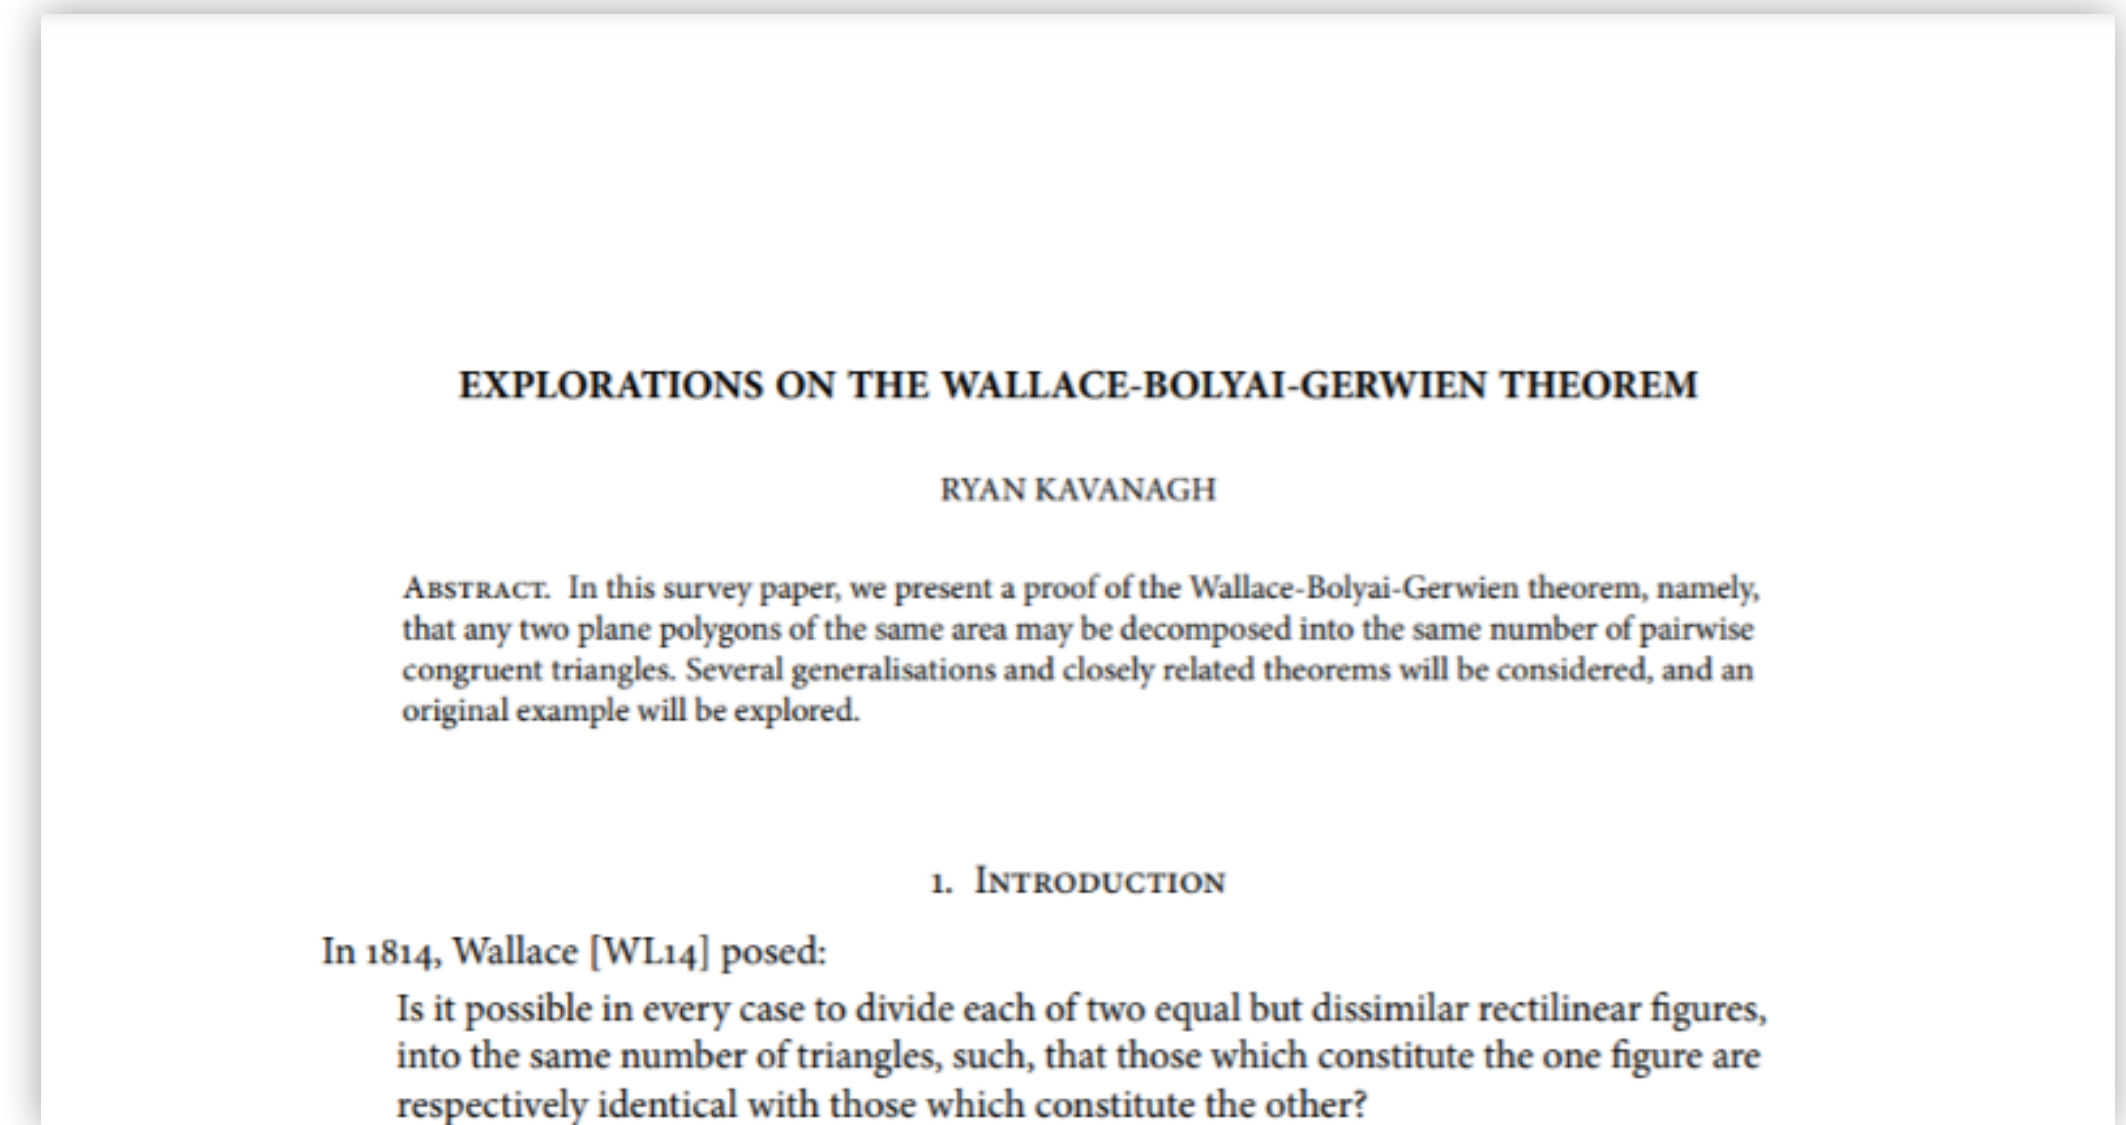 EXPLORATIONS ON THE WALLACE-BOLYAI-GERWIEN THEOREM
RYAN KAVANAGH
ABSTRACT. In this survey paper, we present a proof of the Wallace-Bolyai-Gerwien theorem, namely,
that any two plane polygons of the same area may be decomposed into the same number of pairwise
congruent triangles. Several generalisations and closely related theorems will be considered, and an
original example will be explored.
1. INTRODUCTION
In 1814, Wallace [WL14] posed:
Is it possible in every case to divide each of two equal but dissimilar rectilinear figures,
into the same number of triangles, such, that those which constitute the one figure are
respectively identical with those which constitute the other?